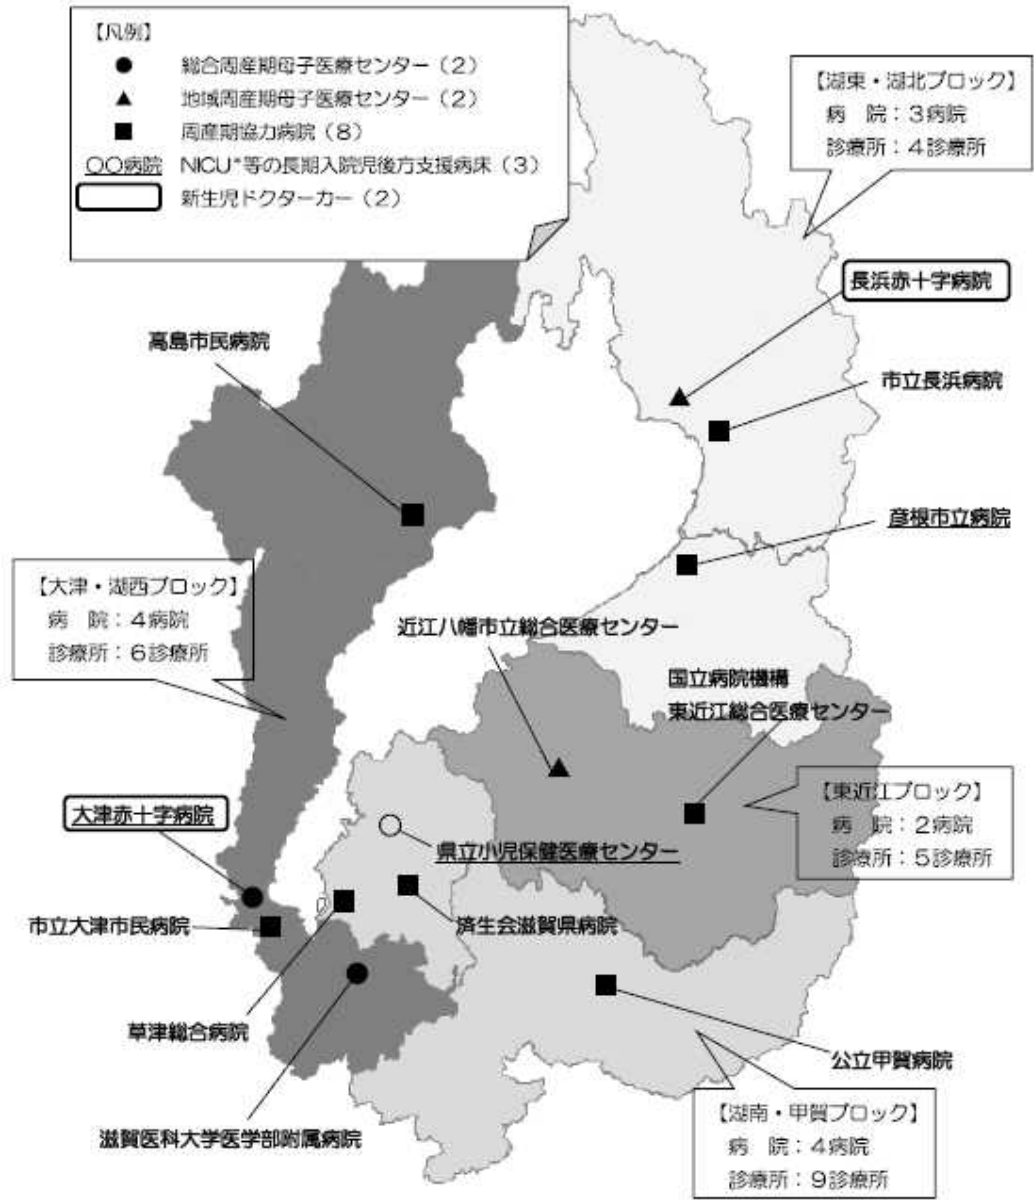 【凡例】
● 総合周産期母子医療センター（2）
▲ 地域周産期母子医療センター（2）
■ 周産期協力病院（8）
〇〇病院 NICU*等の長期入院児後方支援病床（3）
新生児ドクターカー（2）
【湖東・湖北ブロック】
病　院：3病院
診療所：4診療所
長浜赤十字病院
高島市民病院
市立長浜病院
彦根市立病院
【大津・湖西ブロック】
病　院：4病院
診療所：6診療所
近江八幡市立総合医療センター
国立病院機構
東近江総合医療センター
【東近江ブロック】
病　院：2病院
診療所：5診療所
大津赤十字病院
県立小児保健医療センター
市立大津市民病院
済生会滋賀県病院
草津総合病院
公立甲賀病院
滋賀医科大学医学部附属病院
【湖南・甲賀ブロック】
病　院：4病院
診療所：9診療所